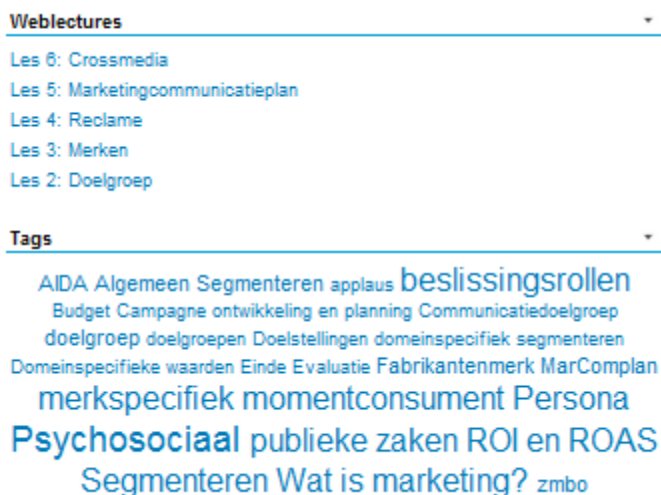 Weblectures
Les 6: Crossmedia
Les 5: Marketingcommunicatieplan
Les 4: Reclame
Les 3: Merken
Les 2: Doelgroep
Tags
AIDA Algemeen Segmenteren applaus beslissingsrollen
Budget Campagne ontwikkeling en planning Communicatiedoelgroep
doelgroep doelgroepen Doelstellingen domeinspecifiek segmenteren
Domeinspecifieke waarden Einde Evaluatie Fabrikantenmerk MarComplan
merkspecifiek momentconsument Persona
Psychosociaal publieke zaken ROI en ROAS
Segmenteren Wat is marketing? zmbo